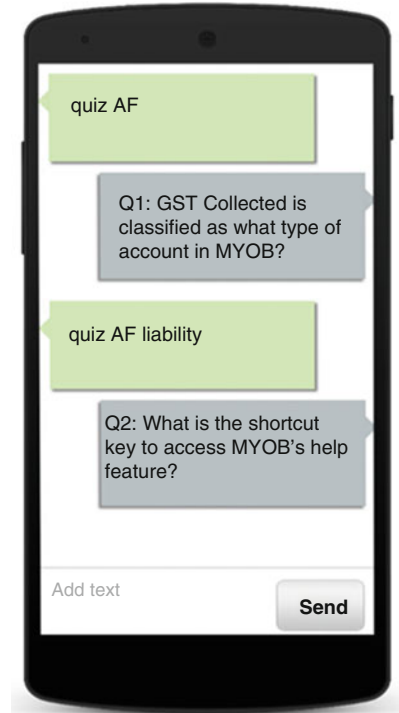 quiz AF
Q1: GST Collected is
classified as what type of
account in MYOB?
quiz AF liability
Q2: What is the shortcut
key to access MYOB's help
feature?
Add text
Send